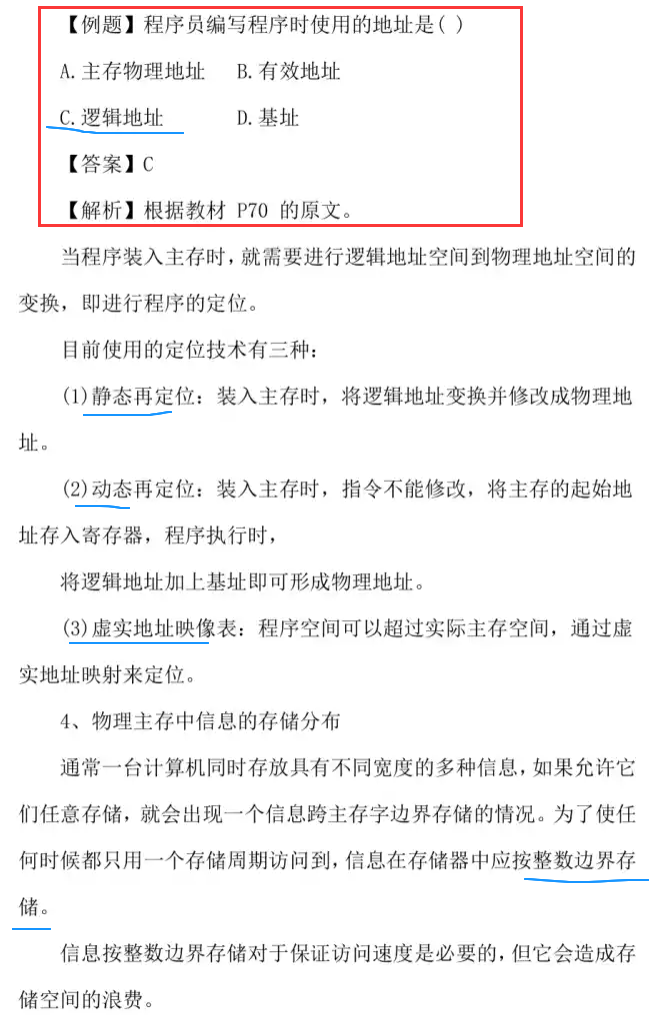 【例题】程序员编写程序时使用的地址是( )
A.主存物理地址 B.有效地址
C.逻辑地址 D.基址
【答案】C
【解析】根据教材 P70 的原文。
当程序装入主存时,就需要进行逻辑地址空间到物理地址空间的
变换，即进行程序的定位。
目前使用的定位技术有三种：
(1)静态再定位：装入主存时，将逻辑地址变换并修改成物理地
址。
(2)动态再定位：装入主存时，指令不能修改，将主存的起始地
址存入寄存器，程序执行时，
将逻辑地址加上基址即可形成物理地址。
(3)虚实地址映像表：程序空间可以超过实际主存空间，通过虚
实地址映射来定位。
4、物理主存中信息的存储分布
通常一台计算机同时存放具有不同宽度的多种信息,如果允许它
们任意存储，就会出现一个信息跨主存字边界存储的情况。为了使任
何时候都只用一个存储周期访问到,信息在存储器中应按整数边界存
储。
信息按整数边界存储对于保证访问速度是必要的,但它会造成存
储空间的浪费。